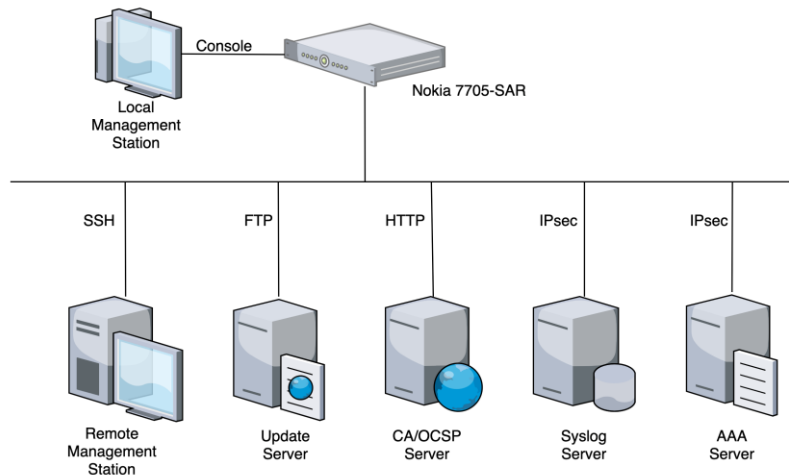 Console
Nokia 7705-SAR
Local
Management
Station
SSH
FTP
HTTP
IPsec
IPsec
Remote
Management
Station
Update
Server
CA/OCSP
Server
Syslog
Server
AAA
Server